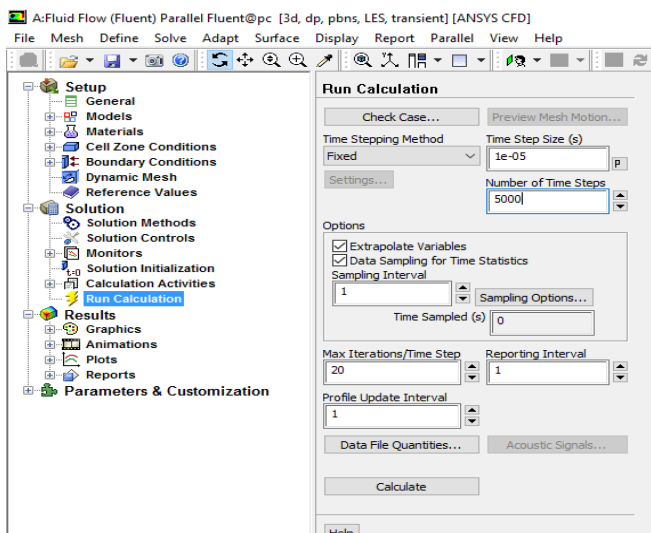 A:Fluid Flow (Fluent) Parallel Fluent@pc [3d, dp, pbns, LES, transient] [ANSYS CFD]
File Mesh Define Solve Adapt Surface Display Report Parallel View Help
Setup
General
Models
Materials
Cell Zone Conditions
Boundary Conditions
Dynamic Mesh
Reference Values
Solution
Solution Methods
Solution Controls
Monitors
t=0 Solution Initialization
Calculation Activities
Run Calculation
Results
Graphics
Animations
Plots
Reports
Parameters & Customization
Run Calculation
Check Case... Preview Mesh Motion...
Time Stepping Method Time Step Size (s)
Fixed 1e-05 P
Settings... Number of Time Steps
5000
Options
Extrapolate Variables
Data Sampling for Time Statistics
Sampling Interval
1 Sampling Options...
Time Sampled (s) 0
Max Iterations/Time Step Reporting Interval
20 1
Profile Update Interval
1
Data File Quantities... Acoustic Signals...
Calculate
Help